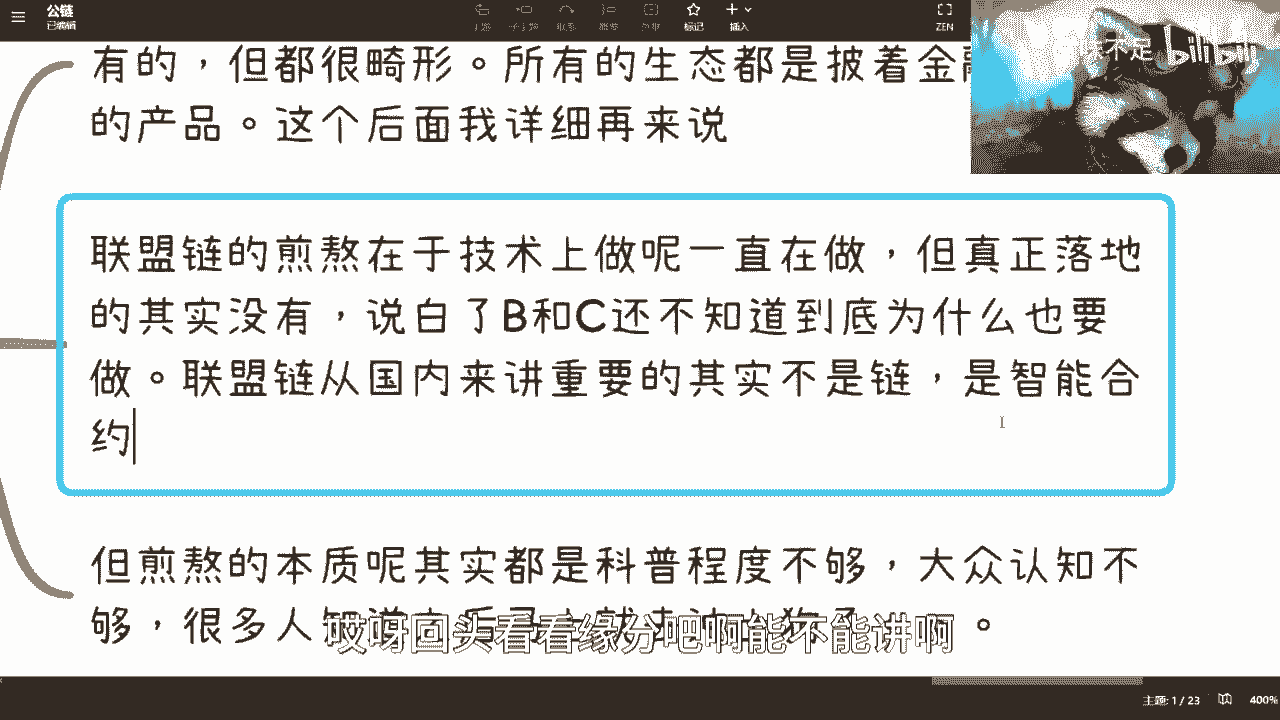 公链
已编辑
标记
插入
ZEN
不足 bilibili
有的，但都很畸形。所有的生态都是披着金融
的产品。这个后面我详细再来说
联盟链的煎熬在于技术上做呢一直在做，但真正落地
的其实没有，说白了B和C还不知道到底为什么也要
做。联盟链从国内来讲重要的其实不是链，是智能合
约
但煎熬的本质呢其实都是科普程度不够，大众认知不
够，很多人知道
。
哎呀回头看看缘分吧啊能不能讲啊
主题: 1 / 23
400%